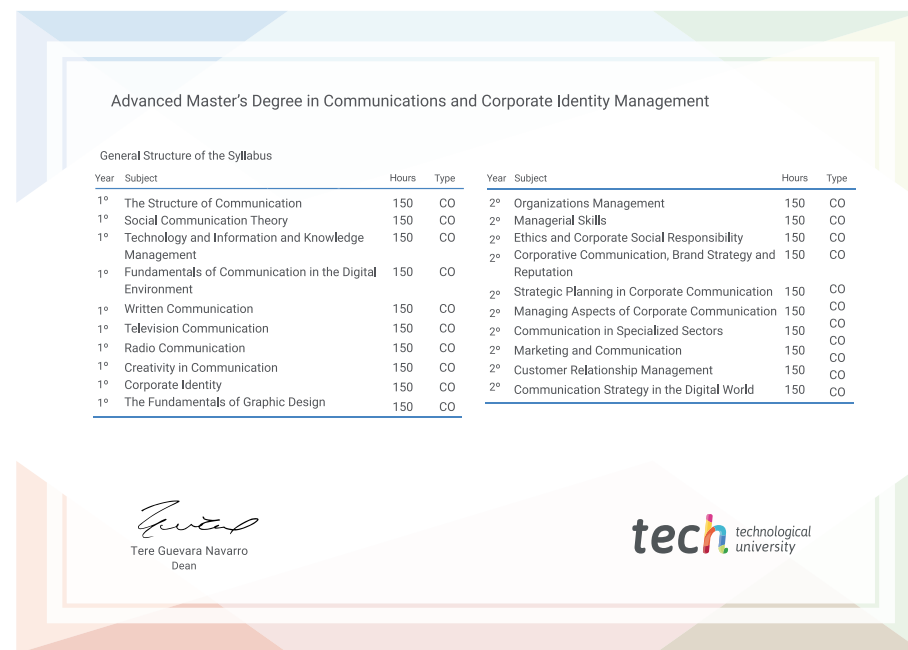 Advanced Master's Degree in Communications and Corporate Identity Management
General Structure of the Syllabus
Year Subject Hours Type
1º The Structure of Communication 150 CO
1º Social Communication Theory 150 CO
1º Technology and Information and Knowledge 150 CO
Management
1º Fundamentals of Communication in the Digital 150 CO
Environment
1º Written Communication 150 CO
1º Television Communication 150 CO
1º Radio Communication 150 CO
1º Creativity in Communication 150 CO
1º Corporate Identity 150 CO
1º The Fundamentals of Graphic Design 150 CO
Year Subject Hours Type
2º Organizations Management 150 CO
2º Managerial Skills 150 CO
2º Ethics and Corporate Social Responsibility 150 CO
2º Corporative Communication, Brand Strategy and 150 CO
Reputation
2º Strategic Planning in Corporate Communication 150 CO
2º Managing Aspects of Corporate Communication 150 CO
2º Communication in Specialized Sectors 150 CO
2º Marketing and Communication 150 CO
2º Customer Relationship Management 150 CO
2º Communication Strategy in the Digital World 150 CO
CO
Tere Guevara Navarro
Dean
tech technological
university